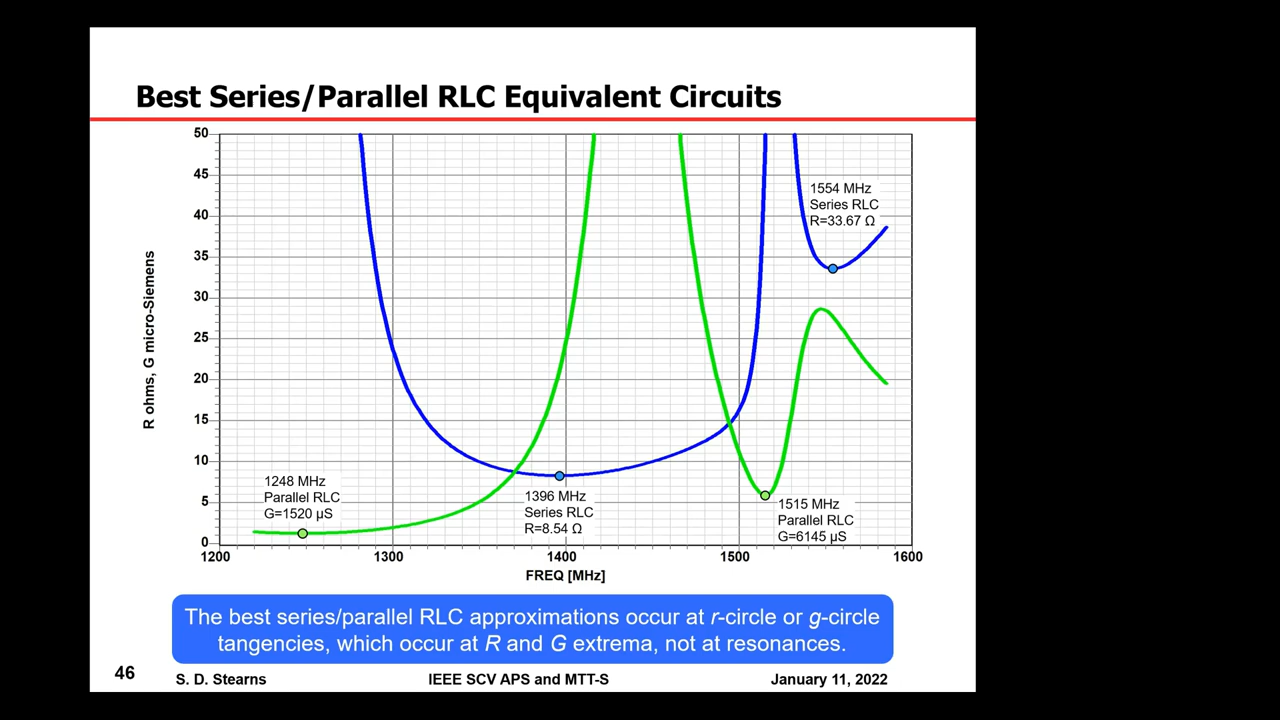 Best Series/Parallel RLC Equivalent Circuits
50
45
40
35
30
25
20
15
10
5
0
R ohms, G micro-Siemens
1554 MHz
Series RLC
R=33.67 Ω
1248 MHz
Parallel RLC
G=1520 µS
1396 MHz
Series RLC
R=8.54 Ω
1515 MHz
Parallel RLC
G=6145 µS
1200 1300 1400 1500 1600
FREQ [MHz]
The best series/parallel RLC approximations occur at r-circle or g-circle
tangencies, which occur at R and G extrema, not at resonances.
46
S. D. Stearns IEEE SCV APS and MTT-S January 11, 2022